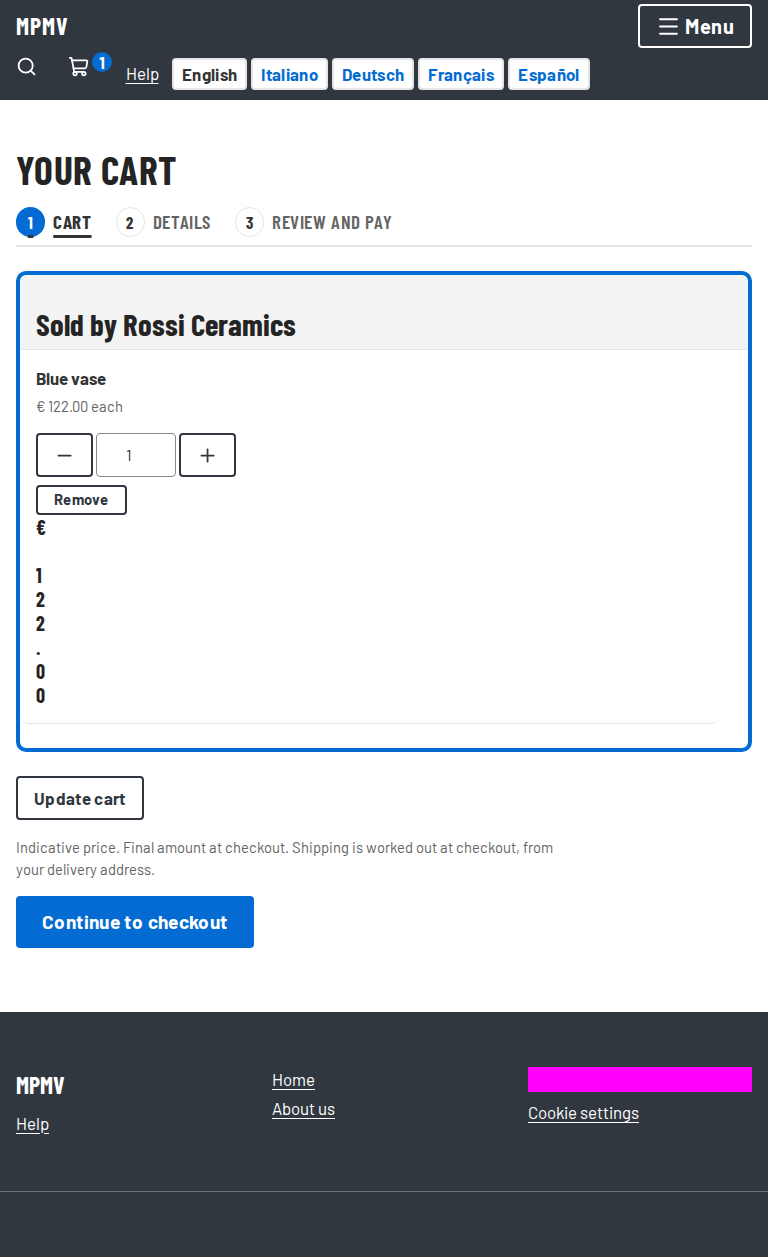 MPMV
Menu
1
Help
English
Italiano
Deutsch
Français
Español
YOUR CART
1 CART
2 DETAILS
3 REVIEW AND PAY
Sold by Rossi Ceramics
Blue vase
€ 122.00 each
1
Remove
€
1
2
2
.
0
0
Update cart
Indicative price. Final amount at checkout. Shipping is worked out at checkout, from
your delivery address.
Continue to checkout
MPMV
Help
Home
About us
Cookie settings